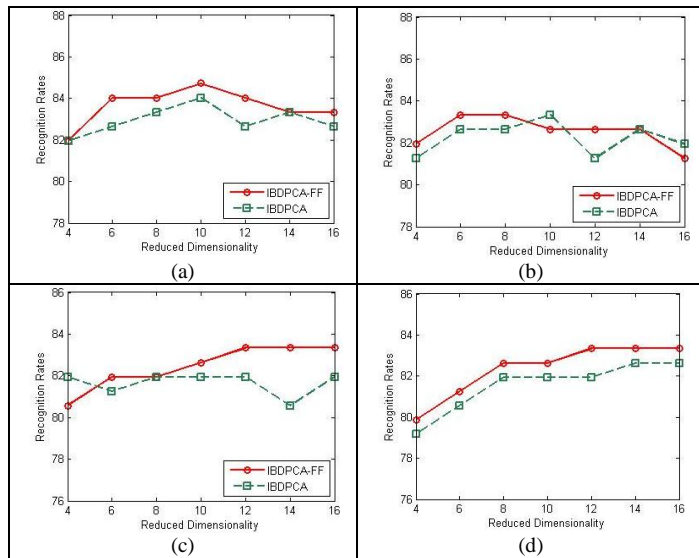 88
86
84
82
80
78
Recognition Rates
IBDPCA-FF
IBDPCA
4 6 8 10 12 14 16
Reduced Dimensionality
(a)
88
86
84
82
80
78
Recognition Rates
IBDPCA-FF
IBDPCA
4 6 8 10 12 14 16
Reduced Dimensionality
(b)
86
84
82
80
78
76
Recognition Rates
IBDPCA-FF
IBDPCA
4 6 8 10 12 14 16
Reduced Dimensionality
(c)
86
84
82
80
78
76
Recognition Rates
IBDPCA-FF
IBDPCA
4 6 8 10 12 14 16
Reduced Dimensionality
(d)